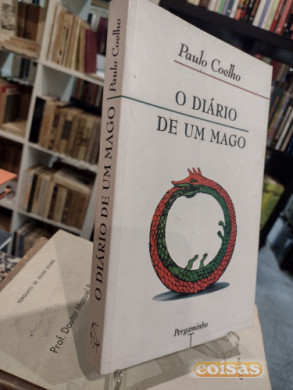 Paulo Coelho
O DIÁRIO
DE UM MAGO
Pergaminho
O DIÁRIO DE UM MAGO
Paulo Coelho
Prof. Doutor
coisas